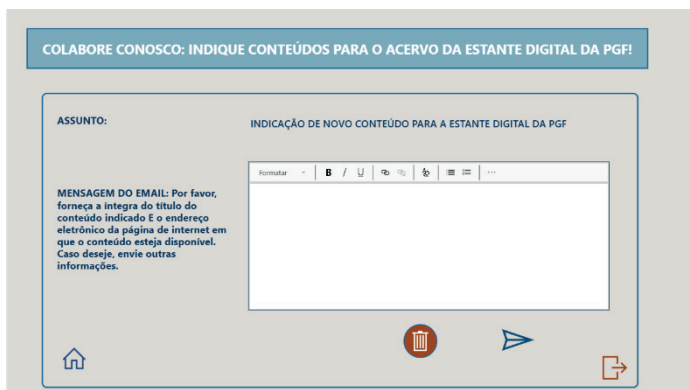 COLABORE CONOSCO: INDIQUE CONTEÚDOS PARA O ACERVO DA ESTANTE DIGITAL DA PGF!
ASSUNTO:
INDICAÇÃO DE NOVO CONTEÚDO PARA A ESTANTE DIGITAL DA PGF
Formatar
B I U
MENSAGEM DO EMAIL: Por favor,
forneça a íntegra do título do
conteúdo indicado E o endereço
eletrônico da página de internet em
que o conteúdo esteja disponível.
Caso deseje, envie outras
informações.